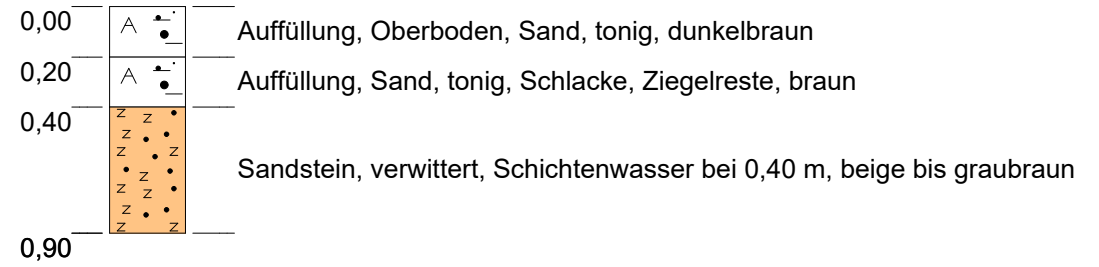 0,00
Auffüllung, Oberboden, Sand, tonig, dunkelbraun
0,20
Auffüllung, Sand, tonig, Schlacke, Ziegelreste, braun
0,40
Sandstein, verwittert, Schichtenwasser bei 0,40 m, beige bis graubraun
0,90